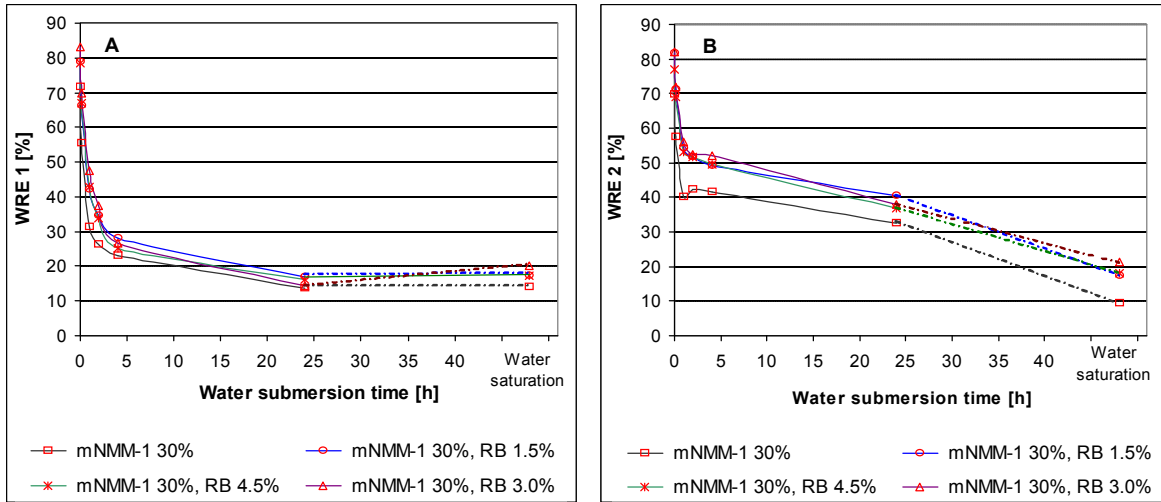 A
WRE 1 [%]
90
80
70
60
50
40
30
20
10
0
0 5 10 15 20 25 30 35 40 Water
saturation
Water submersion time [h]
mNMM-1 30% mNMM-1 30%, RB 1.5%
mNMM-1 30%, RB 4.5% mNMM-1 30%, RB 3.0%
B
WRE 2 [%]
90
80
70
60
50
40
30
20
10
0
0 5 10 15 20 25 30 35 40 Water
saturation
Water submersion time [h]
mNMM-1 30% mNMM-1 30%, RB 1.5%
mNMM-1 30%, RB 4.5% mNMM-1 30%, RB 3.0%